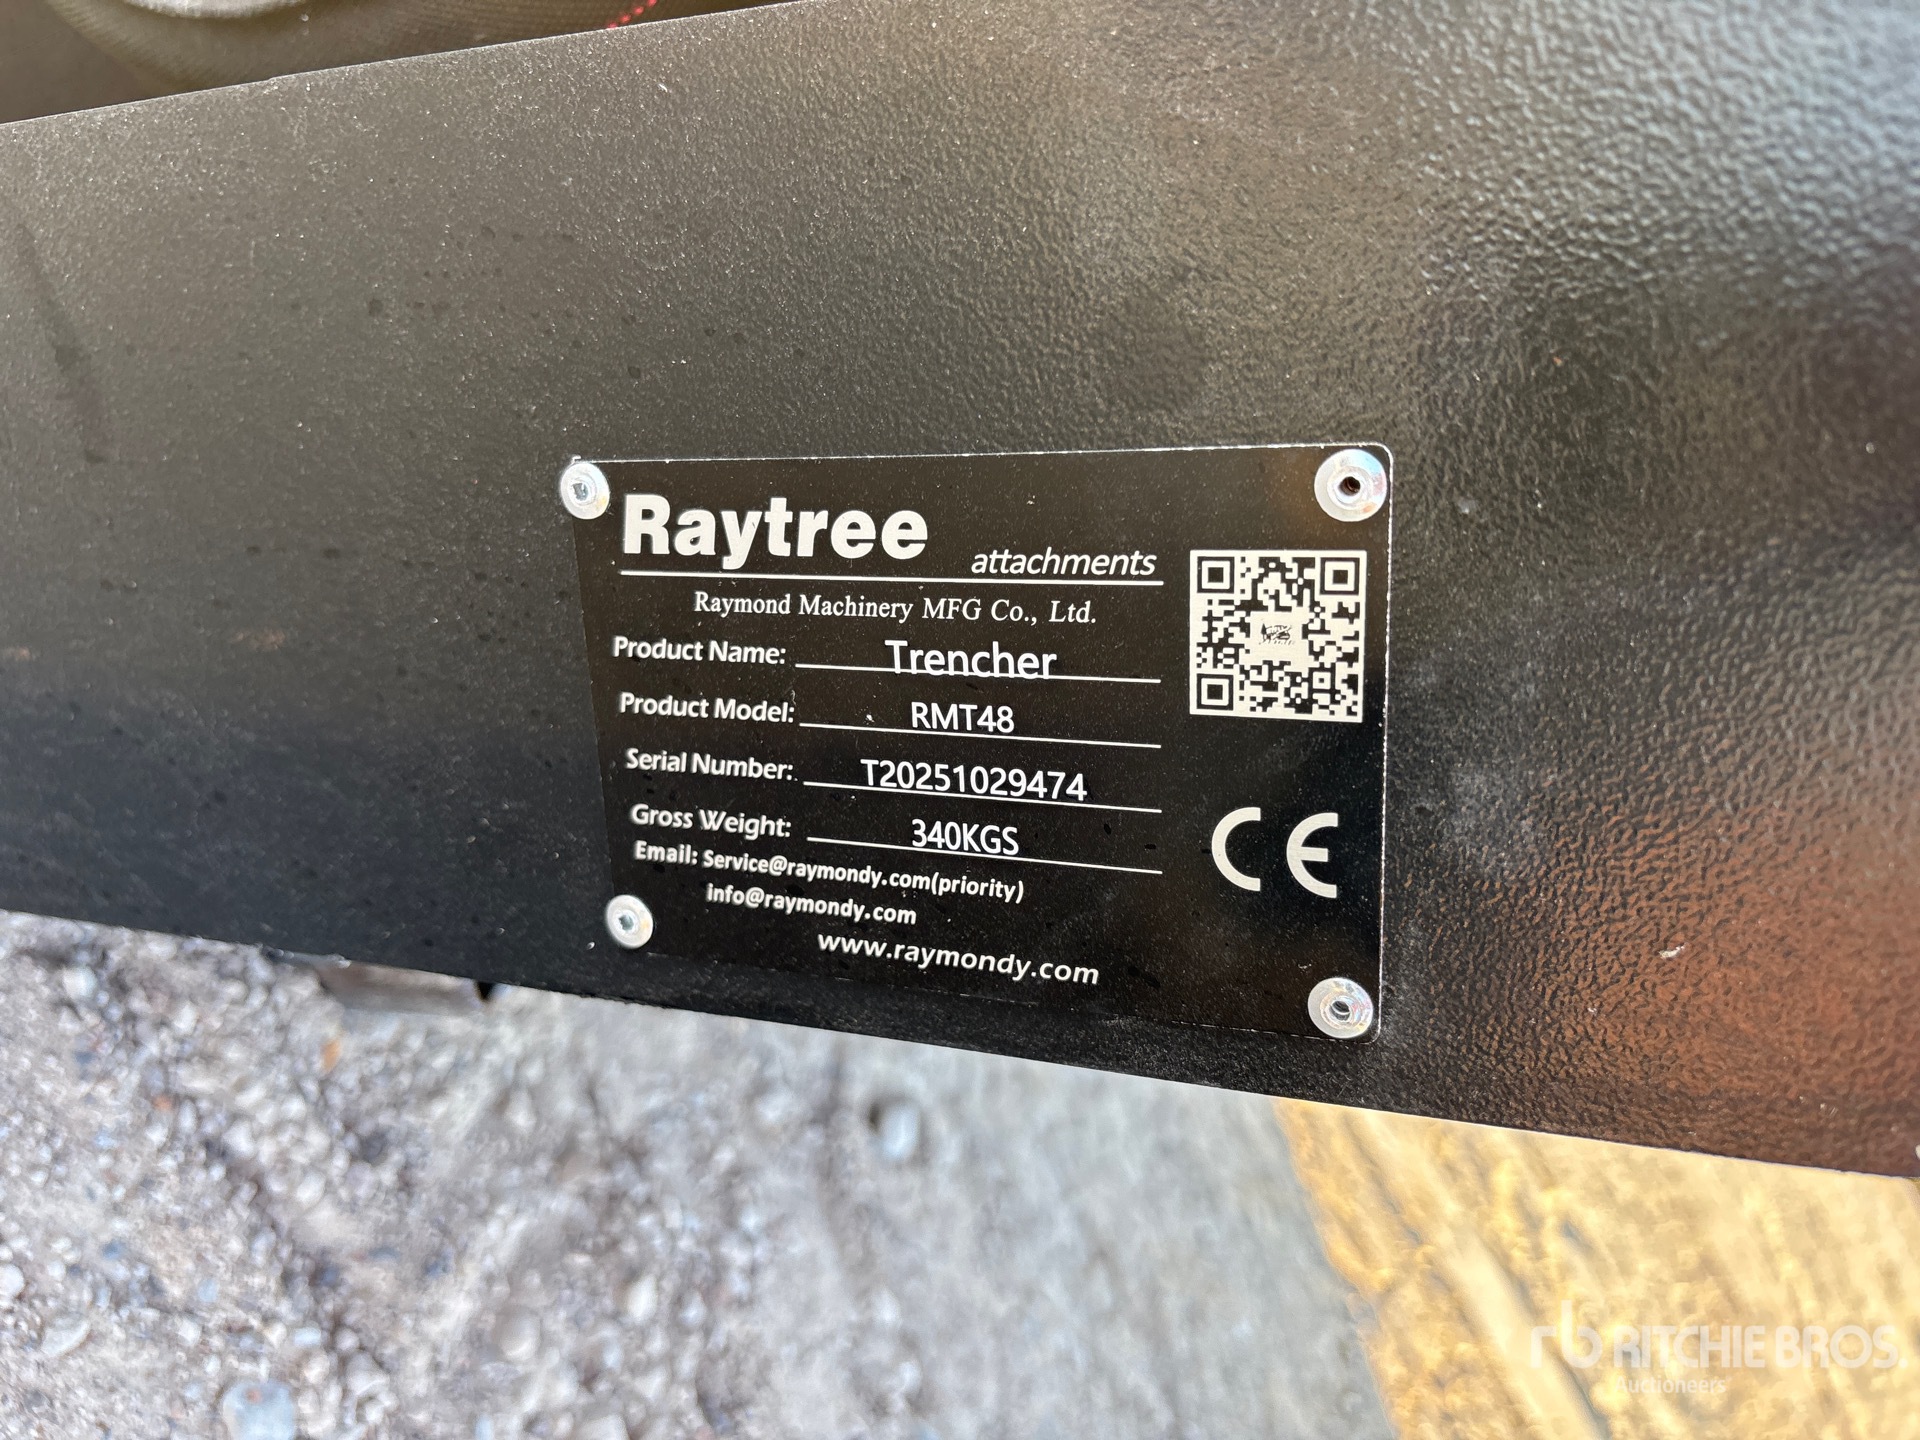 Raytree
attachments
Raymond Machinery MFG Co., Ltd.
Product Name: Trencher
Product Model: RMT48
Serial Number: T20251029474
Gross Weight: 340KGS
Email: Service@raymondy.com(priority)
info@raymondy.com
www.raymondy.com
CE
rb RITCHIE BROS.
Auctioneers